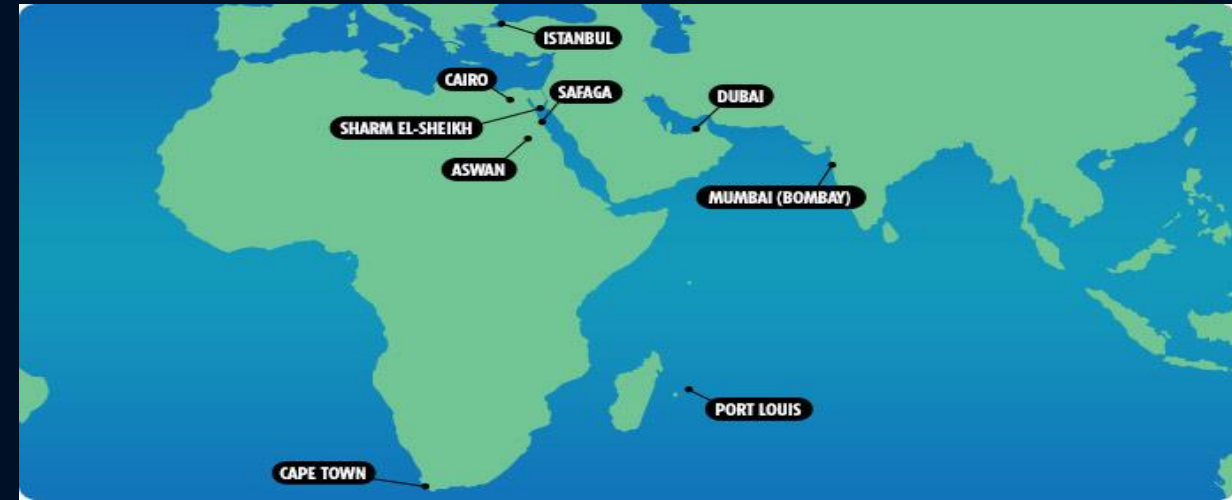 ISTANBUL
CAIRO
SAFAGA
DUBAI
SHARM EL-SHEIKH
ASWAN
MUMBAI (BOMBAY)
PORT LOUIS
CAPE TOWN